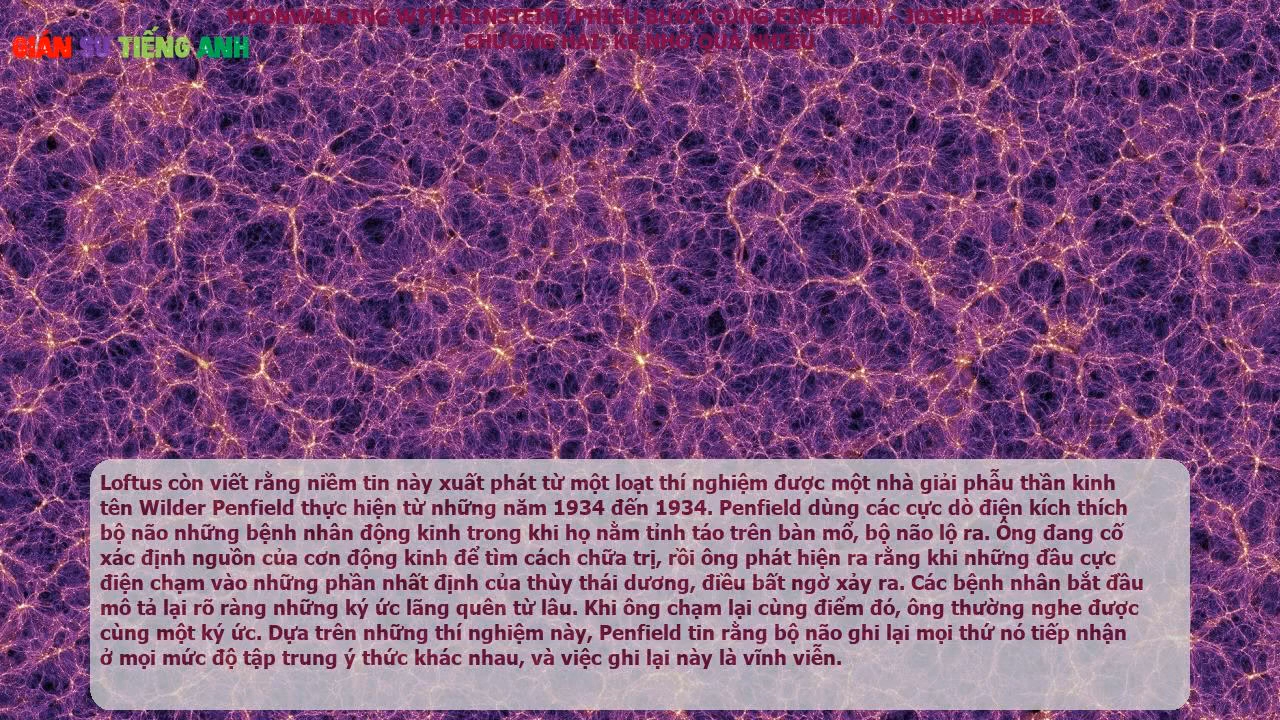 MOONWALKING WITH EINSTEIN (PHIÊU BƯỚC CÙNG EINSTEIN) - JOSHUA FOER:
CHƯƠNG HAI: KẺ NHỚ QUÁ NHIỀU
GIÁN SƯ TIẾNG ANH
Loftus còn viết rằng niềm tin này xuất phát từ một loạt thí nghiệm được một nhà giải phẫu thần kinh
tên Wilder Penfield thực hiện từ những năm 1934 đến 1934. Penfield dùng các cực dò điện kích thích
bộ não những bệnh nhân động kinh trong khi họ nằm tỉnh táo trên bàn mổ, bộ não lộ ra. Ông đang cố
xác định nguồn của cơn động kinh để tìm cách chữa trị, rồi ông phát hiện ra rằng khi những đầu cực
điện chạm vào những phần nhất định của thùy thái dương, điều bất ngờ xảy ra. Các bệnh nhân bắt đầu
mô tả lại rõ ràng những ký ức lãng quên từ lâu. Khi ông chạm lại cùng điểm đó, ông thường nghe được
cùng một ký ức. Dựa trên những thí nghiệm này, Penfield tin rằng bộ não ghi lại mọi thứ nó tiếp nhận
ở mọi mức độ tập trung ý thức khác nhau, và việc ghi lại này là vĩnh viễn.